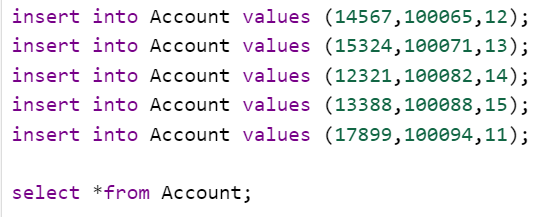 insert into Account values (14567,100065,12);
insert into Account values (15324,100071,13);
insert into Account values (12321,100082,14);
insert into Account values (13388,100088,15);
insert into Account values (17899,100094,11);
select *from Account;